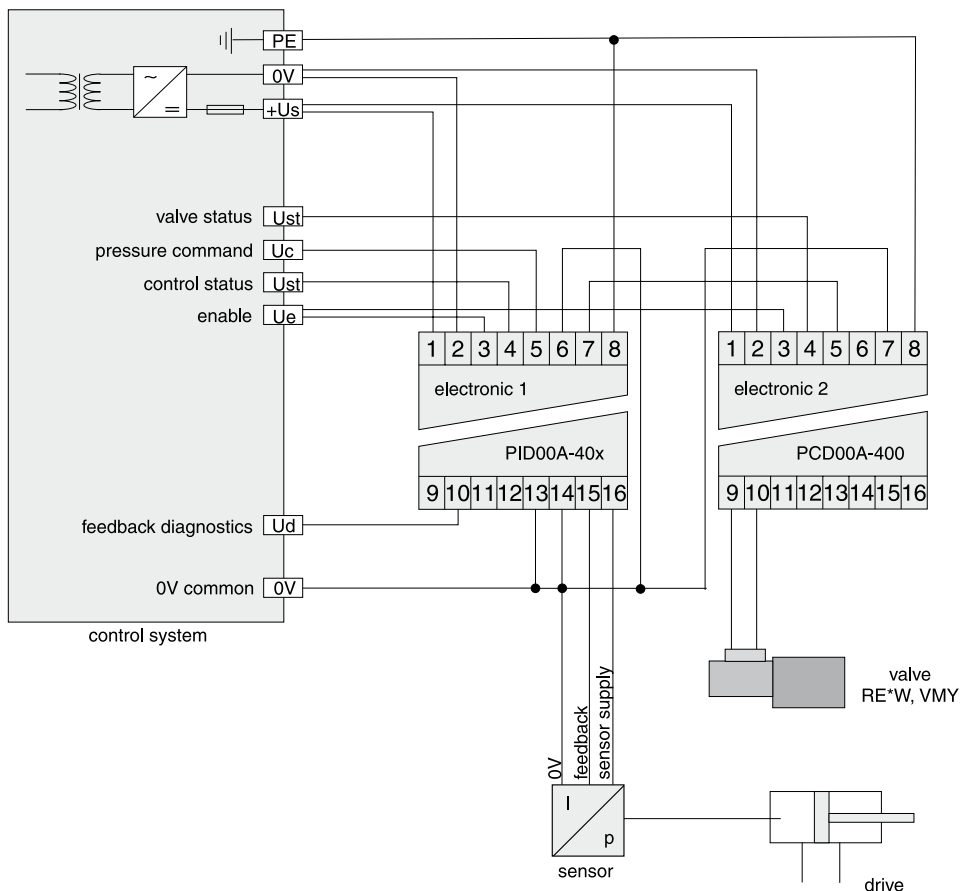 PE
0V
~
=
+Us
valve status Ust
pressure command Uc
control status Ust
enable Ue
1 2 3 4 5 6 7 8
electronic 1
PID00A-40x
9 10 11 12 13 14 15 16
1 2 3 4 5 6 7 8
electronic 2
PCD00A-400
9 10 11 12 13 14 15 16
feedback diagnostics Ud
0V common 0V
control system
valve
RE*W, VMY
0V
feedback
sensor supply
I
p
sensor
drive